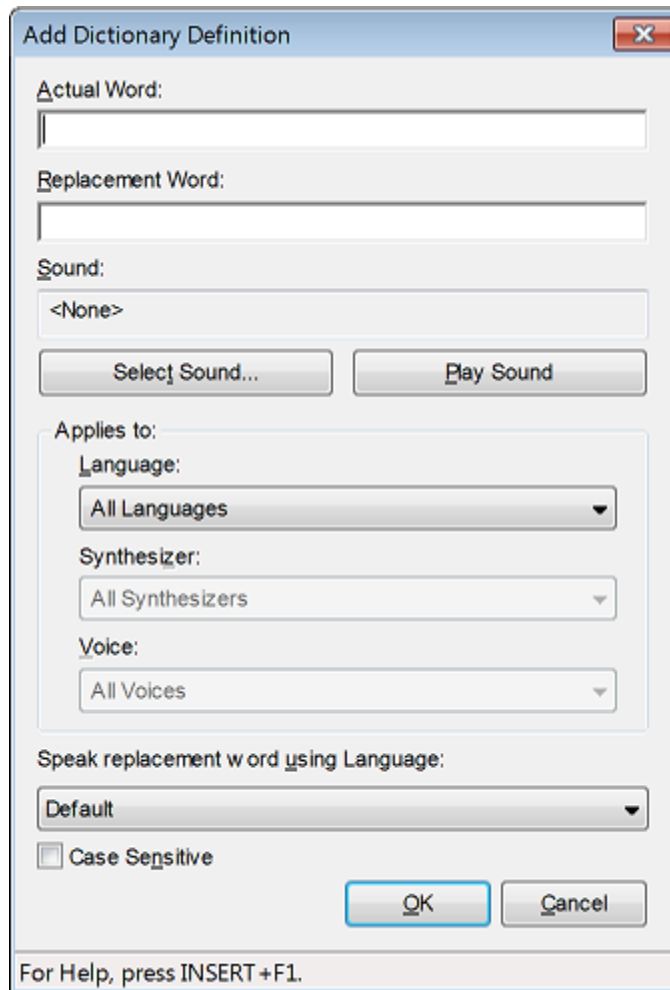 Add Dictionary Definition
Actual Word:
Replacement Word:
Sound:
<None>
Select Sound... Play Sound
Applies to:
Language:
All Languages
Synthesizer:
All Synthesizers
Voice:
All Voices
Speak replacement word using Language:
Default
Case Sensitive
OK Cancel
For Help, press INSERT+F1.